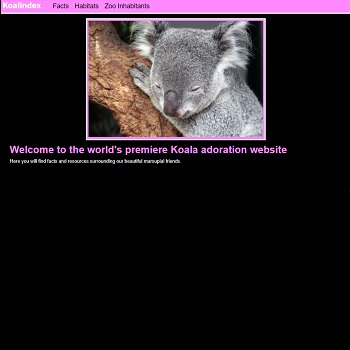 Koalindex Facts Habitats Zoo Inhabitants
Welcome to the world's premiere Koala adoration website
Here you will find facts and resources surrounding our beautiful marsupial friends.